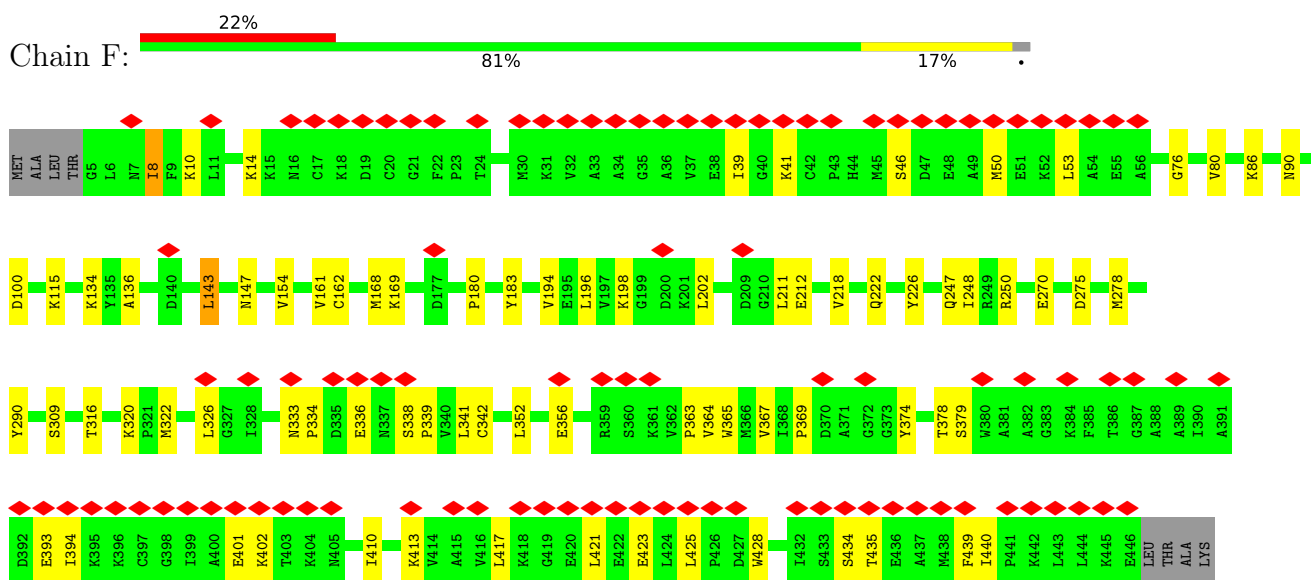 22%
Chain F:
81% 17% •
MET ALA LEU THR G5 L6 N7 I8 F9 K10 L11 K14 K15 N16 C17 K18 D19 C20 G21 F22 P23 T24 M30 K31 V32 A33 A34 G35 A36 V37 E38 I39 G40 K41 C42 P43 H44 M45 S46 D47 E48 A49 M50 E51 K52 L53 A54 E55 A56 G76 V80 K86 N90
D100 K115 K134 Y135 A136 D140 L143 N147 V154 V161 C162 M168 K169 D177 P180 Y183 V194 E195 L196 V197 K198 G199 D200 K201 L202 D209 G210 L211 E212 V218 Q222 Y226 Q247 I248 R249 R250 E270 D275 M278
Y290 S309 T316 K320 P321 M322 L326 G327 I328 N333 P334 D335 E336 N337 S338 P339 V340 L341 C342 L352 E356 R359 S360 K361 V362 P363 V364 W365 M366 V367 I368 P369 D370 A371 G372 G373 Y374 T378 S379 W380 A381 A382 G383 K384 F385 T386 G387 A388 A389 I390 A391
D392 E393 I394 K395 K396 C397 G398 I399 A400 E401 K402 T403 K404 N405 I410 K413 V414 A415 V416 L417 K418 G419 E420 L421 E422 E423 L424 L425 P426 D427 W428 I432 S433 S434 T435 E436 A437 M438 F439 I440 P441 K442 L443 L444 K445 E446 LEU THR ALA LYS